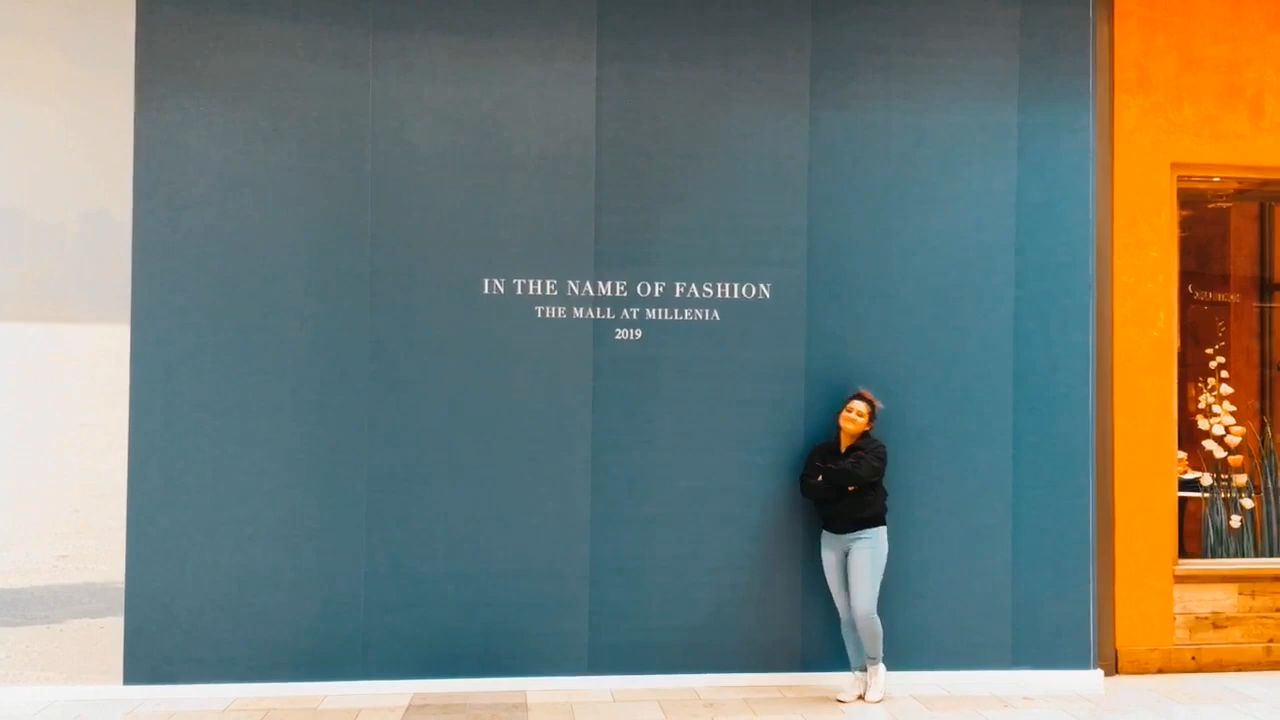 IN THE NAME OF FASHION
THE MALL AT MILLENIA
2019